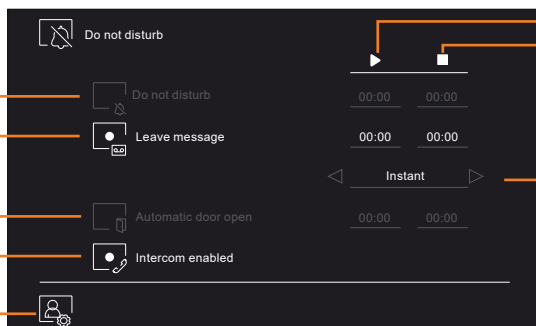 Do not disturb
Do not disturb 00:00 00:00
Leave message 00:00 00:00
Instant
Automatic door open 00:00 00:00
Intercom enabled